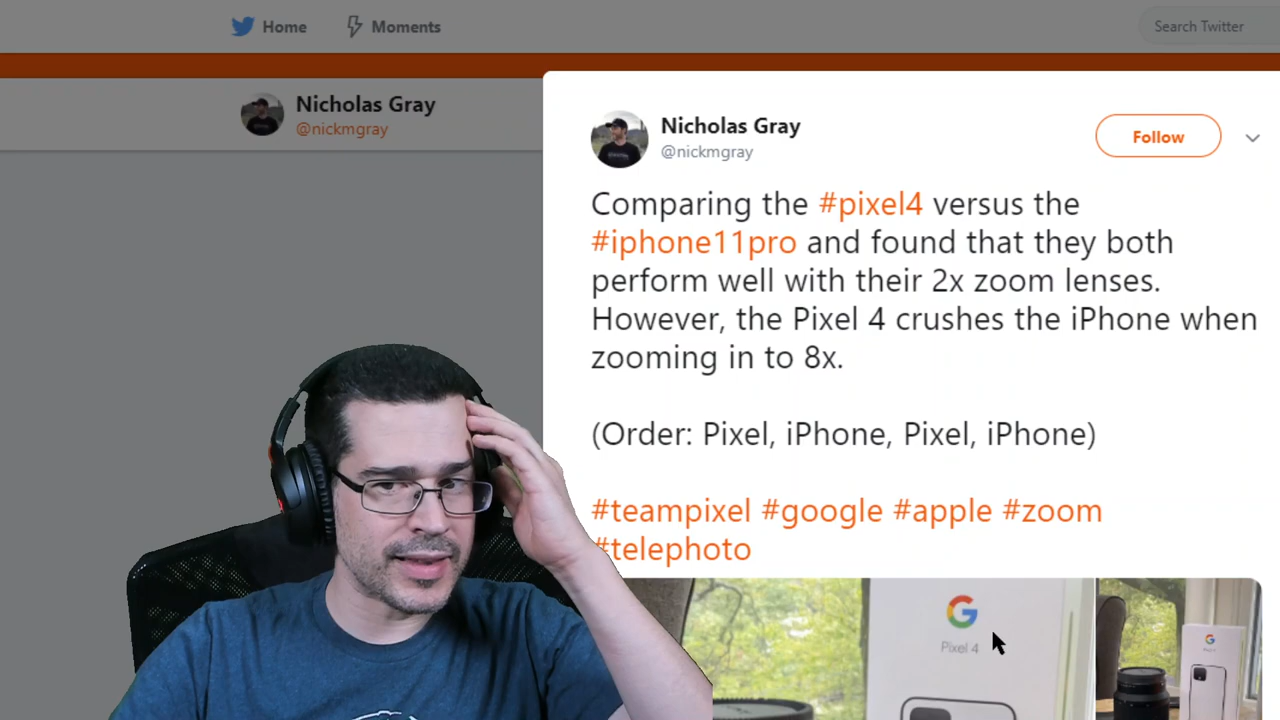 Home
Moments
Search Twitter
Nicholas Gray
@nickmgray
Nicholas Gray
@nickmgray
Follow
Comparing the #pixel4 versus the
#iphone11pro and found that they both
perform well with their 2x zoom lenses.
However, the Pixel 4 crushes the iPhone when
zooming in to 8x.
(Order: Pixel, iPhone, Pixel, iPhone)
#teampixel #google #apple #zoom
#telephoto
G
Pixel 4
G